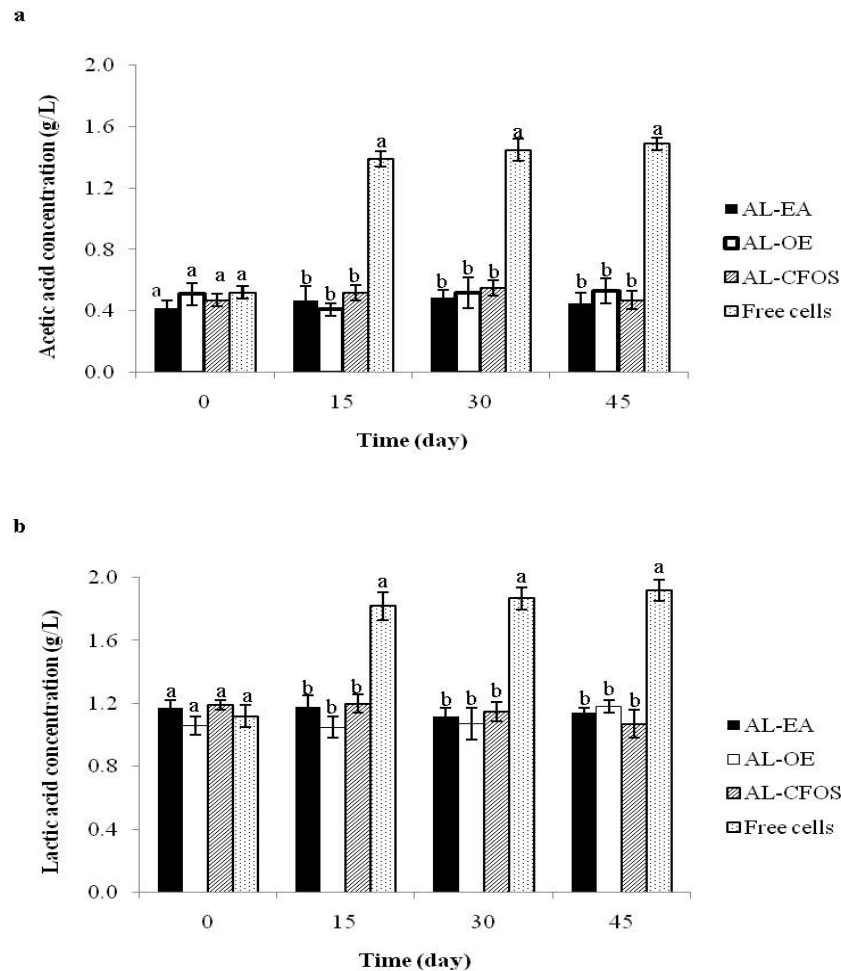 a
Acetic acid concentration (g/L)
2.0
1.6
1.2
0.8
0.4
0.0
a a a a
b b b a
b b b a
b b b a
0 15 30 45
Time (day)
AL-EA
AL-OE
AL-CFOS
Free cells
b
Lactic acid concentration (g/L)
2.0
1.6
1.2
0.8
0.4
0.0
a a a a
b b b a
b b b a
b b b a
0 15 30 45
Time (day)
AL-EA
AL-OE
AL-CFOS
Free cells